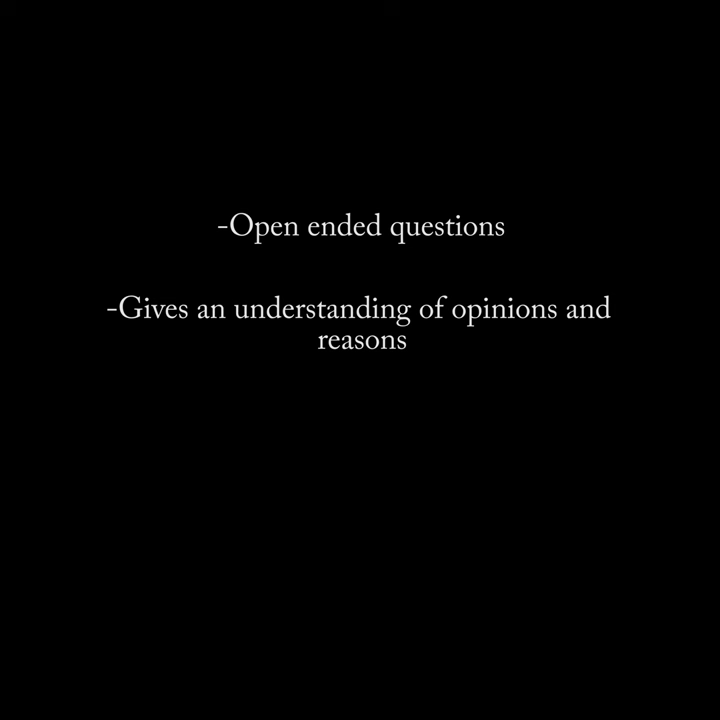 -Open ended questions
-Gives an understanding of opinions and
reasons